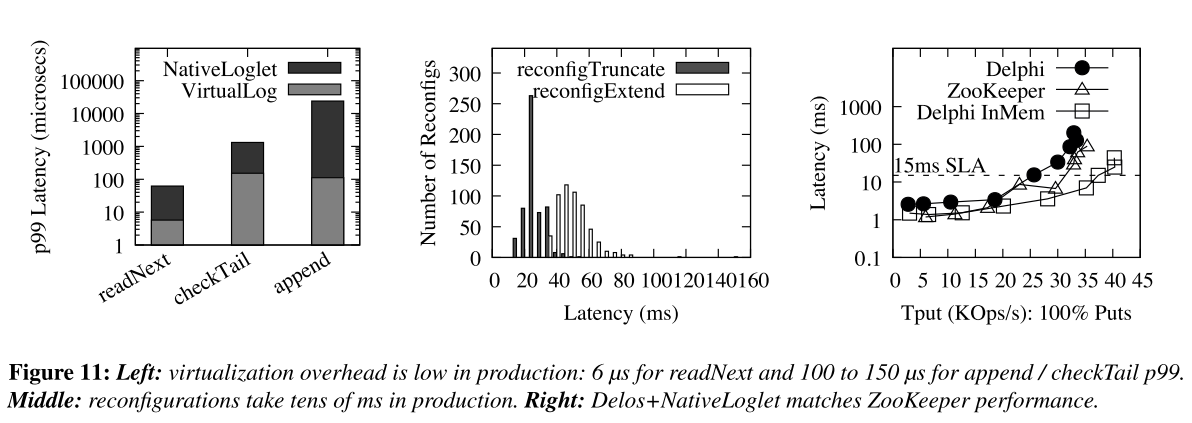 p99 Latency (microsecs)
100000
10000
1000
100
10
1
NativeLoglet
VirtualLog
readNext
checkTail
append
Number of Reconfigs
300
250
200
150
100
50
0
reconfigTruncate
reconfigExtend
0 20 40 60 80 100 120 140 160
Latency (ms)
Latency (ms)
1000
100
10
1
0.1
Delphi
ZooKeeper
Delphi InMem
15ms SLA
0 5 10 15 20 25 30 35 40 45
Tput (KOps/s): 100% Puts
Figure 11: Left: virtualization overhead is low in production: 6 µs for readNext and 100 to 150 µs for append / checkTail p99.
Middle: reconfigurations take tens of ms in production. Right: Delos+NativeLoglet matches ZooKeeper performance.